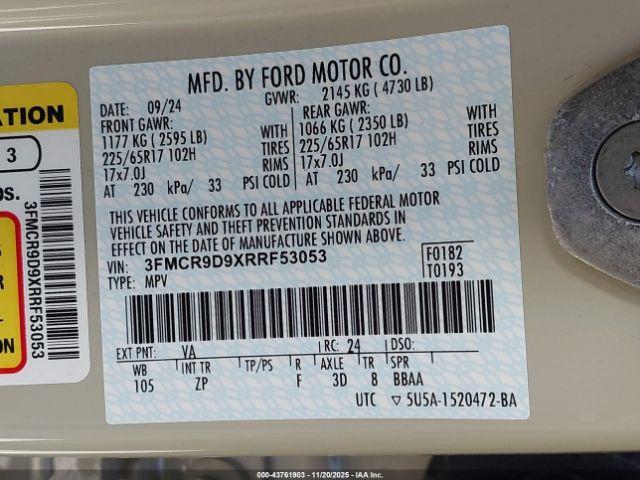 MFD. BY FORD MOTOR CO.
DATE: 09/24 GVWR: 2145 KG ( 4730 LB)
FRONT GAWR: REAR GAWR:
1177 KG ( 2595 LB) WITH 1066 KG ( 2350 LB) WITH
225/65R17 102H TIRES 225/65R17 102H TIRES
17x7.0J RIMS 17x7.0J RIMS
AT 230 kPa/ 33 PSI COLD AT 230 kPa/ 33 PSI COLD
THIS VEHICLE CONFORMS TO ALL APPLICABLE FEDERAL MOTOR
VEHICLE SAFETY AND THEFT PREVENTION STANDARDS IN
EFFECT ON THE DATE OF MANUFACTURE SHOWN ABOVE.
VIN: 3FMCR9D9XRRF53053 F0182
TYPE: MPV T0193
EXT PNT: VA RC: 24 DSO:
WB INT TR TP/PS R AXLE TR SPR
105 ZP F 3D 8 BBAA
UTC ▽ 5U5A-1520472-BA
ATION
3
3FMCR9D9XRRF53053
ON
© - 43761903 - 11/20/2025 - IAA Inc.